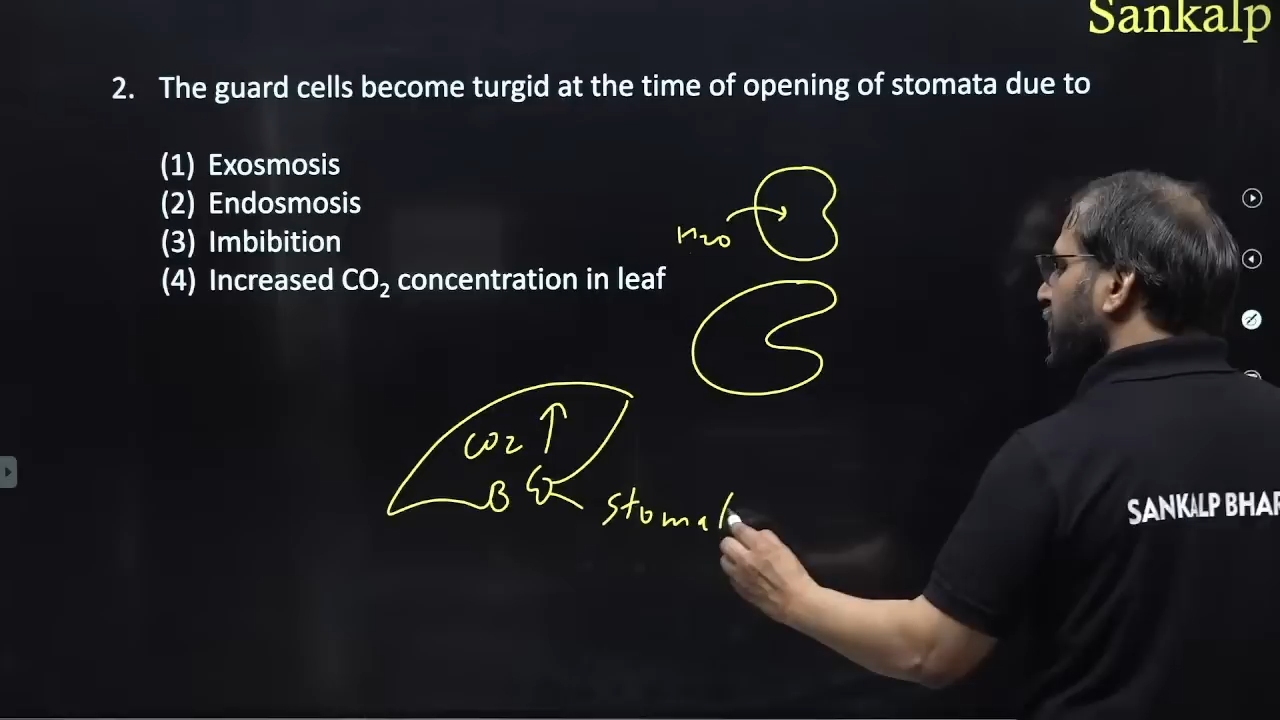 Sankalp
2. The guard cells become turgid at the time of opening of stomata due to
(1) Exosmosis
(2) Endosmosis
(3) Imbibition
(4) Increased CO₂ concentration in leaf
H2O
CO2 ↑
Stomat
SANKALP BHAR